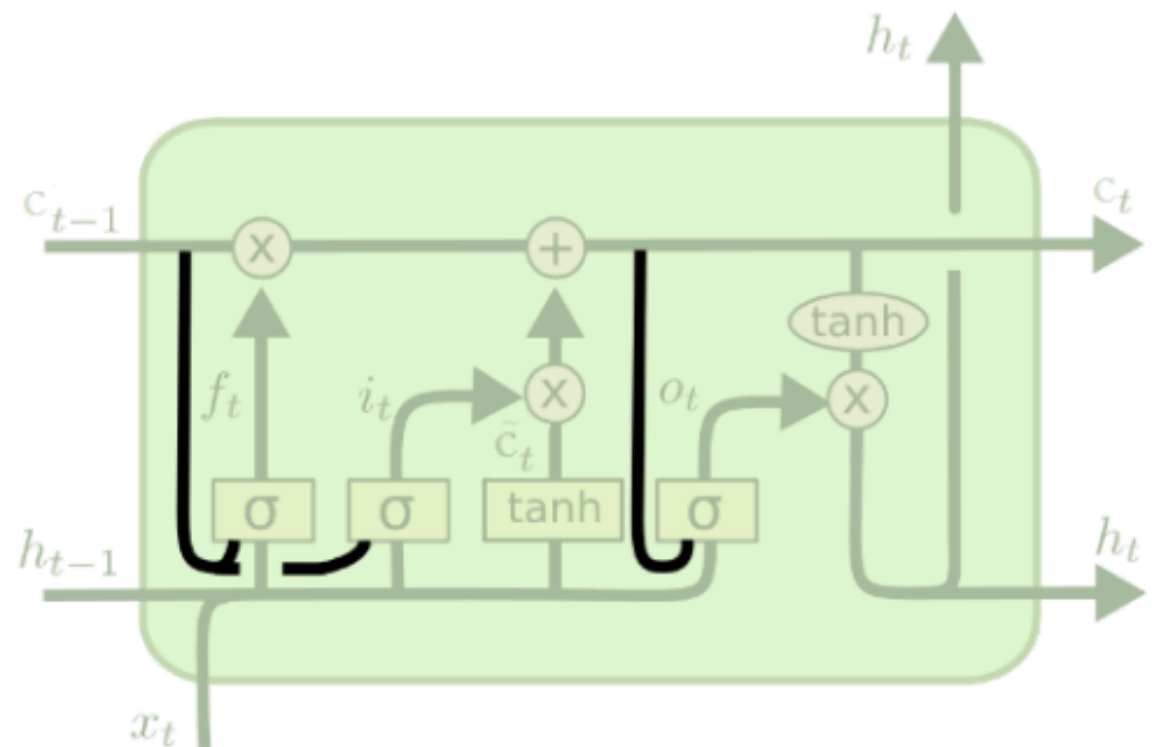 h_t
c_{t−1}
c_t
x
+
tanh
f_t
i_t
x
o_t
x
c̃_t
σ
σ
tanh
σ
h_{t−1}
h_t
x_t